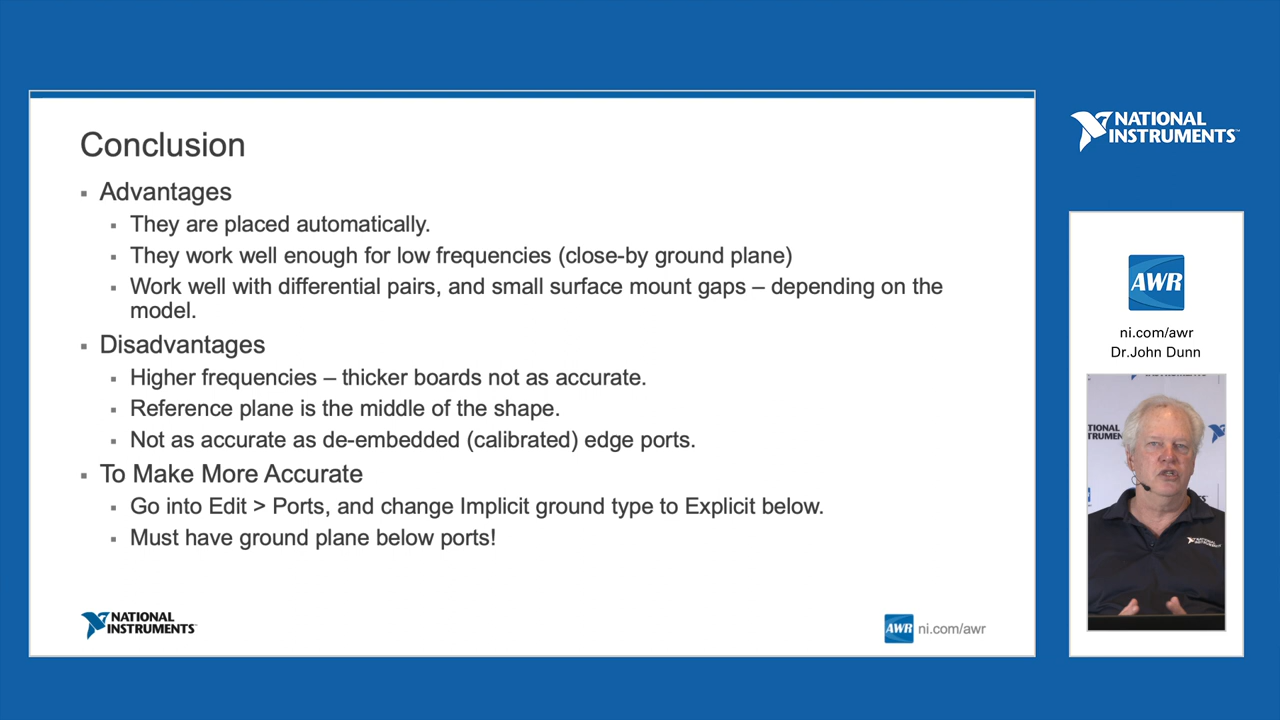 Conclusion
Advantages
They are placed automatically.
They work well enough for low frequencies (close-by ground plane)
Work well with differential pairs, and small surface mount gaps – depending on the
model.
Disadvantages
Higher frequencies – thicker boards not as accurate.
Reference plane is the middle of the shape.
Not as accurate as de-embedded (calibrated) edge ports.
To Make More Accurate
Go into Edit > Ports, and change Implicit ground type to Explicit below.
Must have ground plane below ports!
NATIONAL
INSTRUMENTS
AWR ni.com/awr
NATIONAL
INSTRUMENTS
AWR
ni.com/awr
Dr.John Dunn